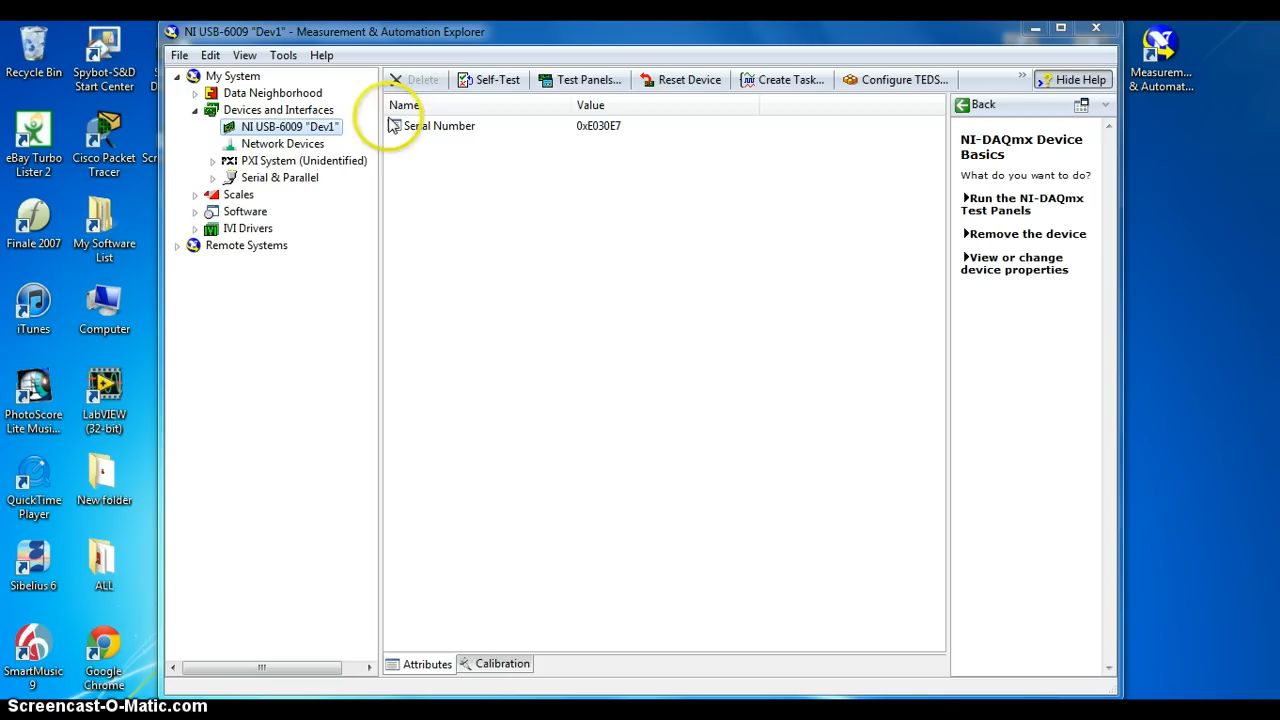 NI USB-6009 "Dev1" - Measurement & Automation Explorer
File Edit View Tools Help
My System
Data Neighborhood
Devices and Interfaces
NI USB-6009 "Dev1"
Network Devices
PXI System (Unidentified)
Serial & Parallel
Scales
Software
IVI Drivers
Remote Systems
Delete Self-Test Test Panels... Reset Device Create Task... Configure TEDS... » Hide Help
Name Value
Serial Number 0xE030E7
Attributes Calibration
Back
NI-DAQmx Device
Basics
What do you want to do?
Run the NI-DAQmx
Test Panels
Remove the device
View or change
device properties
Recycle Bin
Spybot-S&D
Start Center
eBay Turbo
Lister 2
Cisco Packet
Tracer
Scr
Finale 2007
My Software
List
iTunes
Computer
PhotoScore
Lite Musi...
LabVIEW
(32-bit)
QuickTime
Player
New folder
Sibelius 6
ALL
SmartMusic
9
Google
Chrome
Measurem...
& Automat...
Screencast-O-Matic.com